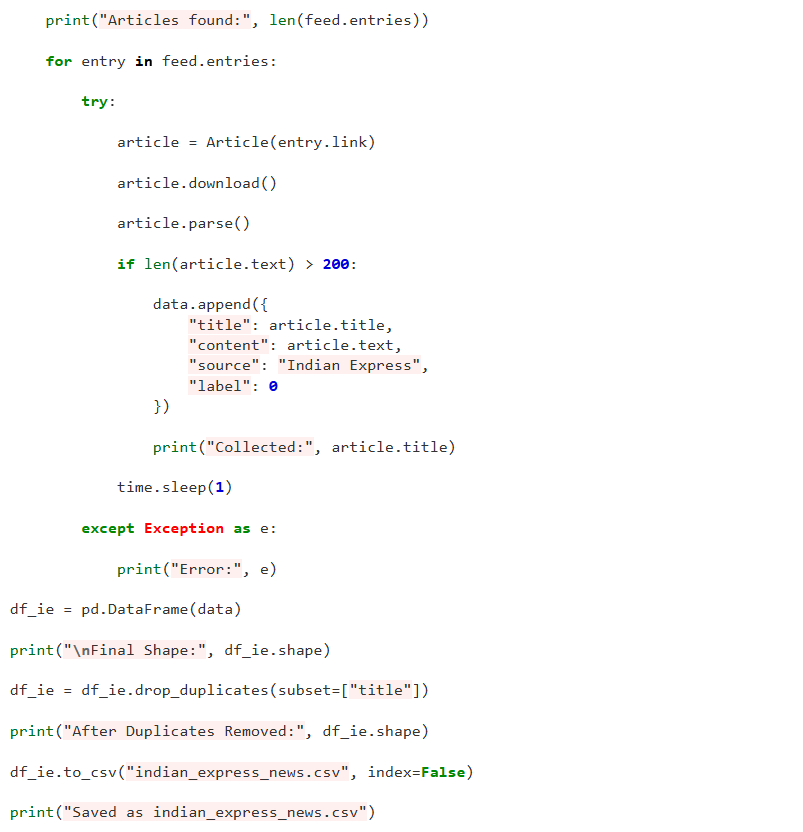 print("Articles found:", len(feed.entries))
    for entry in feed.entries:
        try:
            article = Article(entry.link)
            article.download()
            article.parse()
            if len(article.text) > 200:
                data.append({
                    "title": article.title,
                    "content": article.text,
                    "source": "Indian Express",
                    "label": 0
                })
                print("Collected:", article.title)
            time.sleep(1)
        except Exception as e:
            print("Error:", e)
df_ie = pd.DataFrame(data)
print("\nFinal Shape:", df_ie.shape)
df_ie = df_ie.drop_duplicates(subset=["title"])
print("After Duplicates Removed:", df_ie.shape)
df_ie.to_csv("indian_express_news.csv", index=False)
print("Saved as indian_express_news.csv")